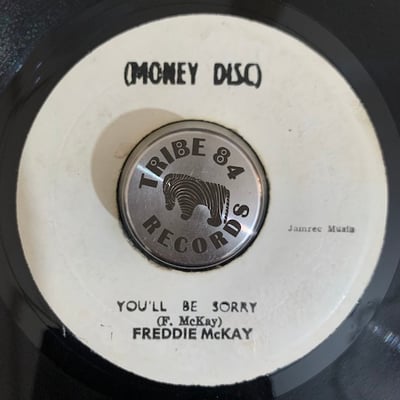 (MONEY DISC)
TRIBE 84
RECORDS
Jamrec Music
YOU'LL BE SORRY
(F. McKay)
FREDDIE McKAY